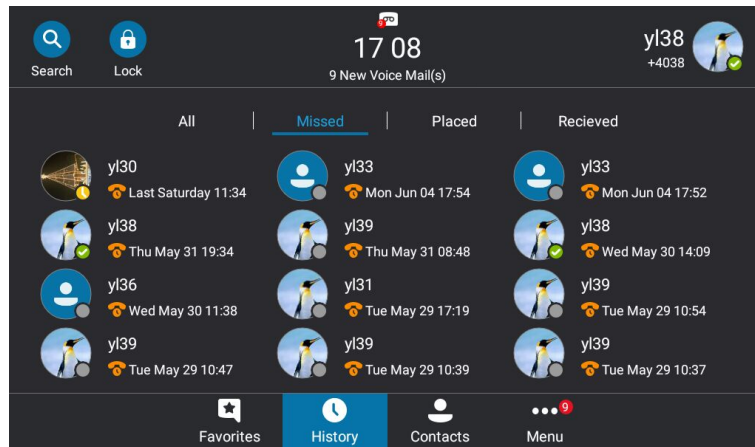 9
17 08
yl38
Search
Lock
9 New Voice Mail(s)
+4038
All
Missed
Placed
Recieved
yl30
Last Saturday 11:34
yl33
Mon Jun 04 17:54
yl33
Mon Jun 04 17:52
yl38
Thu May 31 19:34
yl39
Thu May 31 08:48
yl38
Wed May 30 14:09
yl36
Wed May 30 11:38
yl31
Tue May 29 17:19
yl39
Tue May 29 10:54
yl39
Tue May 29 10:47
yl39
Tue May 29 10:39
yl39
Tue May 29 10:37
Favorites
History
Contacts
9
Menu